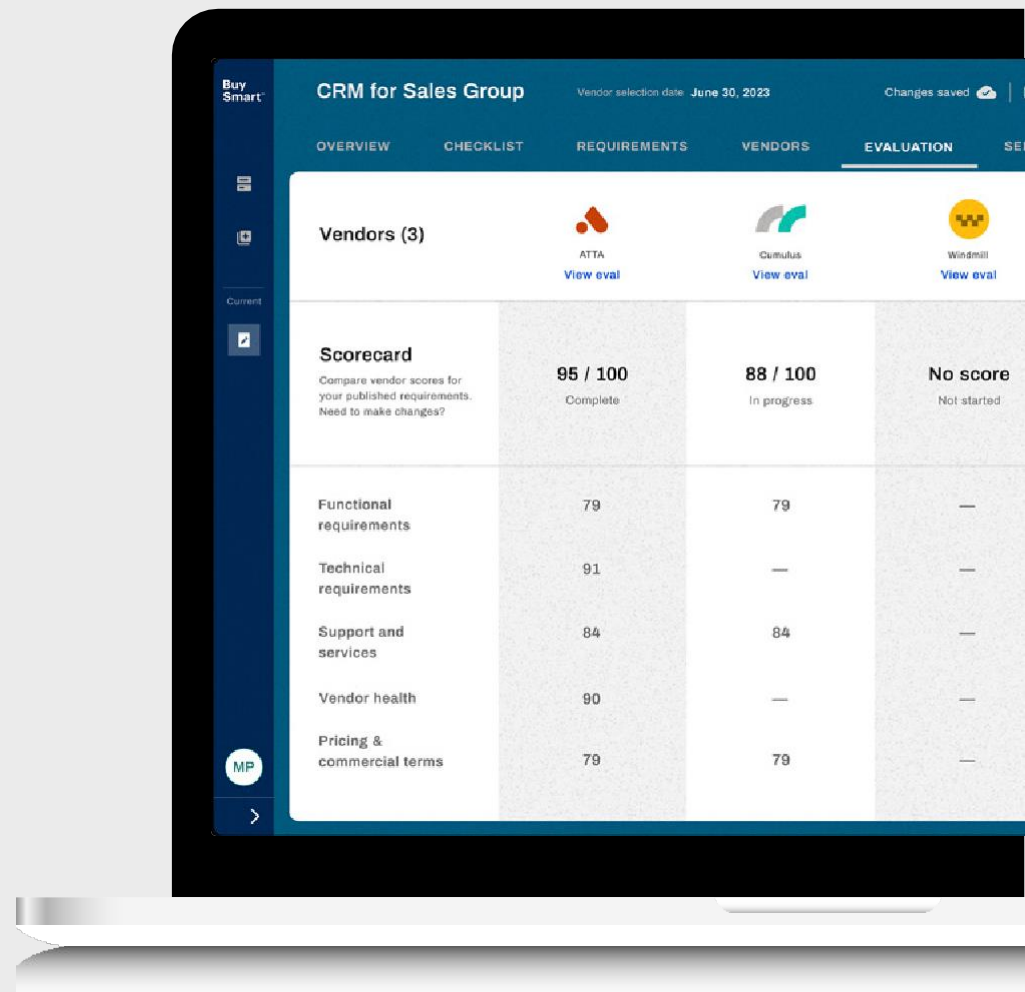 Buy
Smart
CRM for Sales Group
Vendor selection date June 30, 2023
Changes saved
OVERVIEW CHECKLIST REQUIREMENTS VENDORS EVALUATION
Current
MP
Vendors (3)
ATTA Cumulus Windmill
View eval View eval View eval
Scorecard
Compare vendor scores for
your published requirements.
Need to make changes?
95 / 100 88 / 100 No score
Complete In progress Not started
Functional
requirements
79 79 —
Technical
requirements
91 — —
Support and
services
84 84 —
Vendor health 90 — —
Pricing &
commercial terms
79 79 —